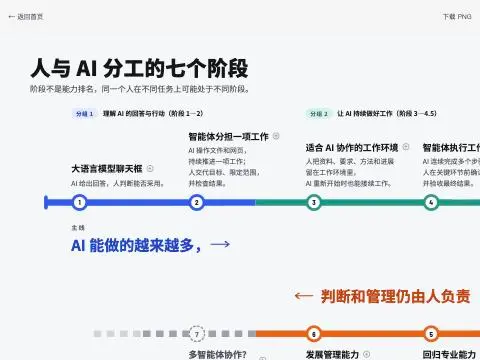 ← 返回首页
下载 PNG
人与 AI 分工的七个阶段
阶段不是能力排名，同一个人在不同任务上可能处于不同阶段。
分组 1 理解 AI 的回答与行动（阶段 1—2）
分组 2 让 AI 持续做好工作（阶段 3—4.5）
大语言模型聊天框
AI 给出回答，人判断能否采用。
智能体分担一项工作
AI 操作文件和网页，
持续推进一项工作；
人交代目标、限定范围，
并检查结果。
适合 AI 协作的工作环境
人把资料、要求、方法和进展
留在工作环境里，
AI 重新开始时也能接续工作。
智能体执行工
AI 连续完成多个步
人在关键环节前确
并验收最终结果。
1
2
3
4
主线
AI 能做的越来越多，→
← 判断和管理仍由人负责
7
6
5
多智能体协作？
发展管理能力
回归专业能力